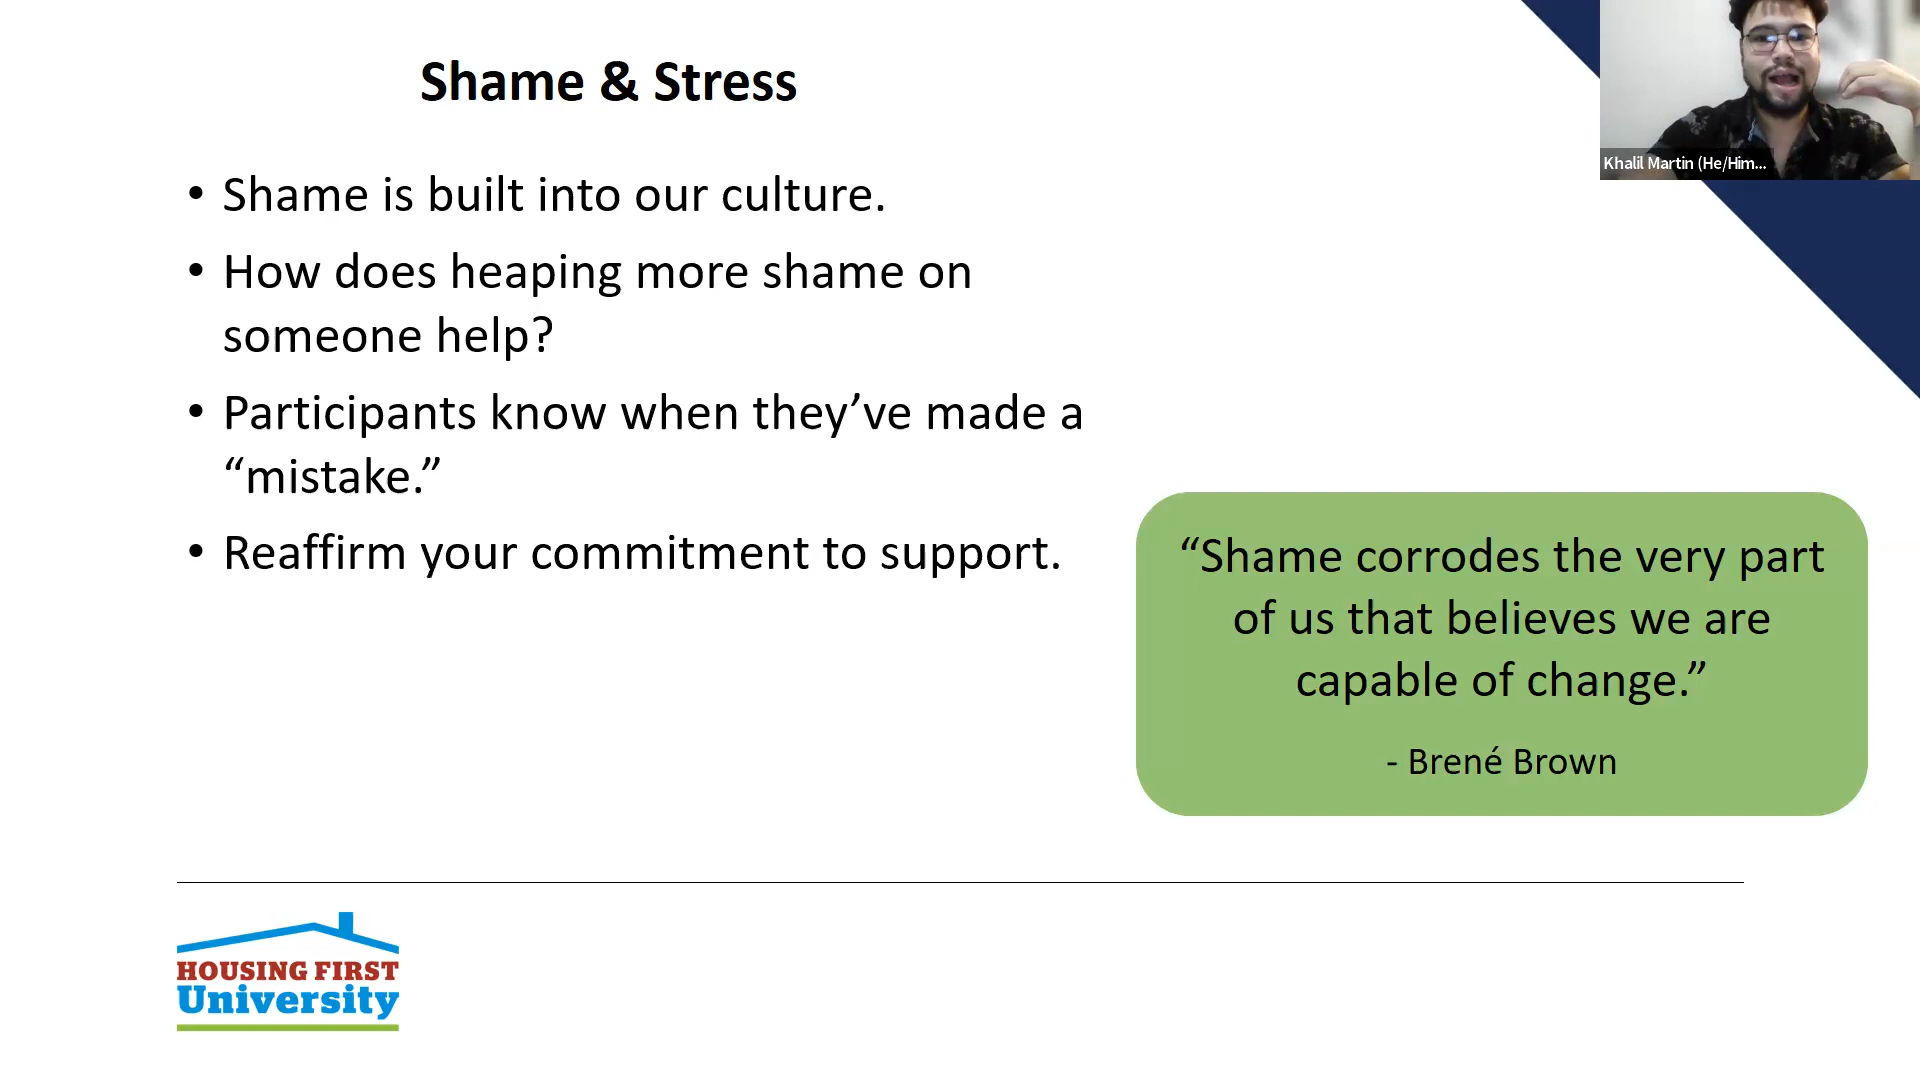 Shame & Stress
Khalil Martin (He/Him...
• Shame is built into our culture.
• How does heaping more shame on
someone help?
• Participants know when they’ve made a
“mistake.”
• Reaffirm your commitment to support.
“Shame corrodes the very part
of us that believes we are
capable of change.”
- Brené Brown
HOUSING FIRST
University